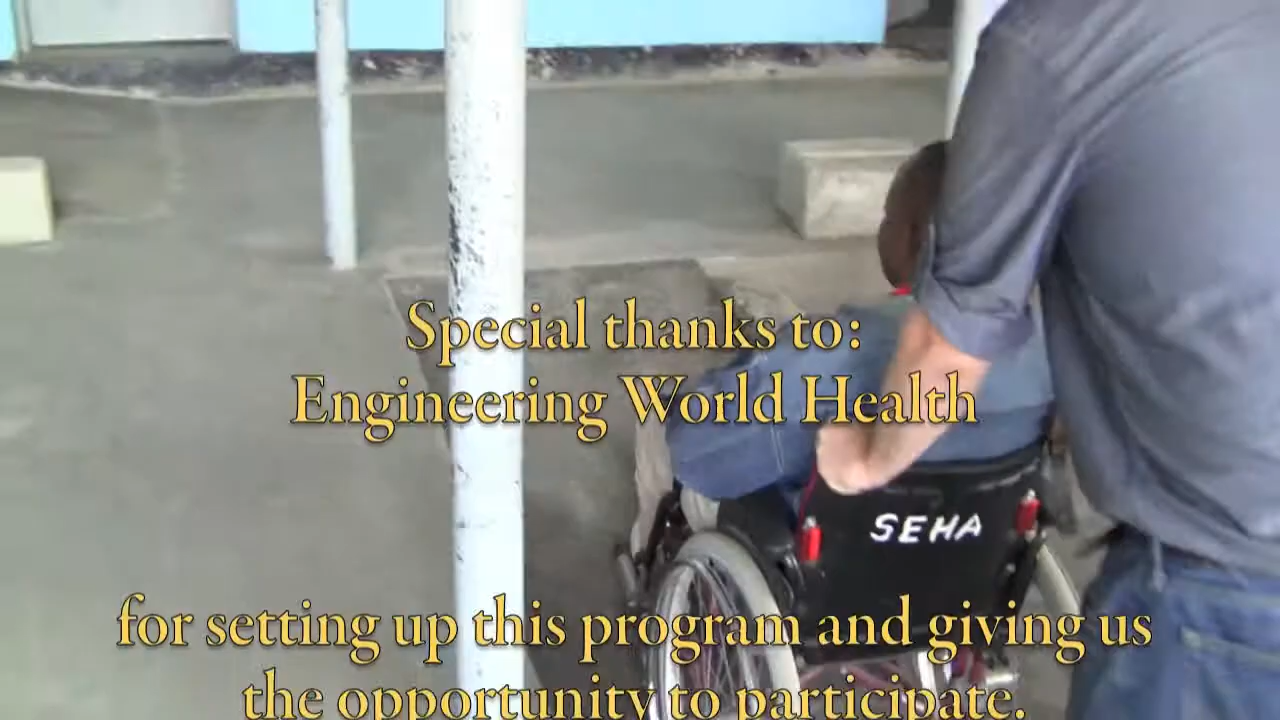 Special thanks to:
Engineering World Health
SEHA
for setting up this program and giving us
the opportunity to participate.